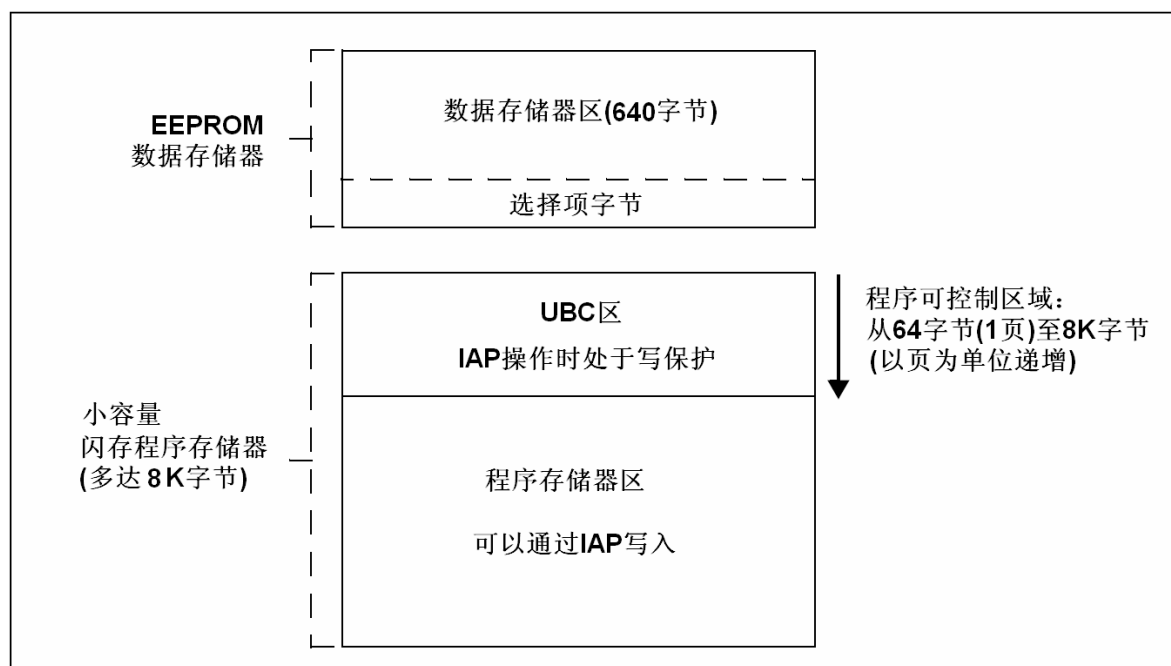 数据存储器区(640字节)
EEPROM
数据存储器
选择项字节
UBC区
IAP操作时处于写保护
程序可控制区域:
从64字节(1页)至8K字节
(以页为单位递增)
小容量
闪存程序存储器
(多达8K字节)
程序存储器区
可以通过IAP写入